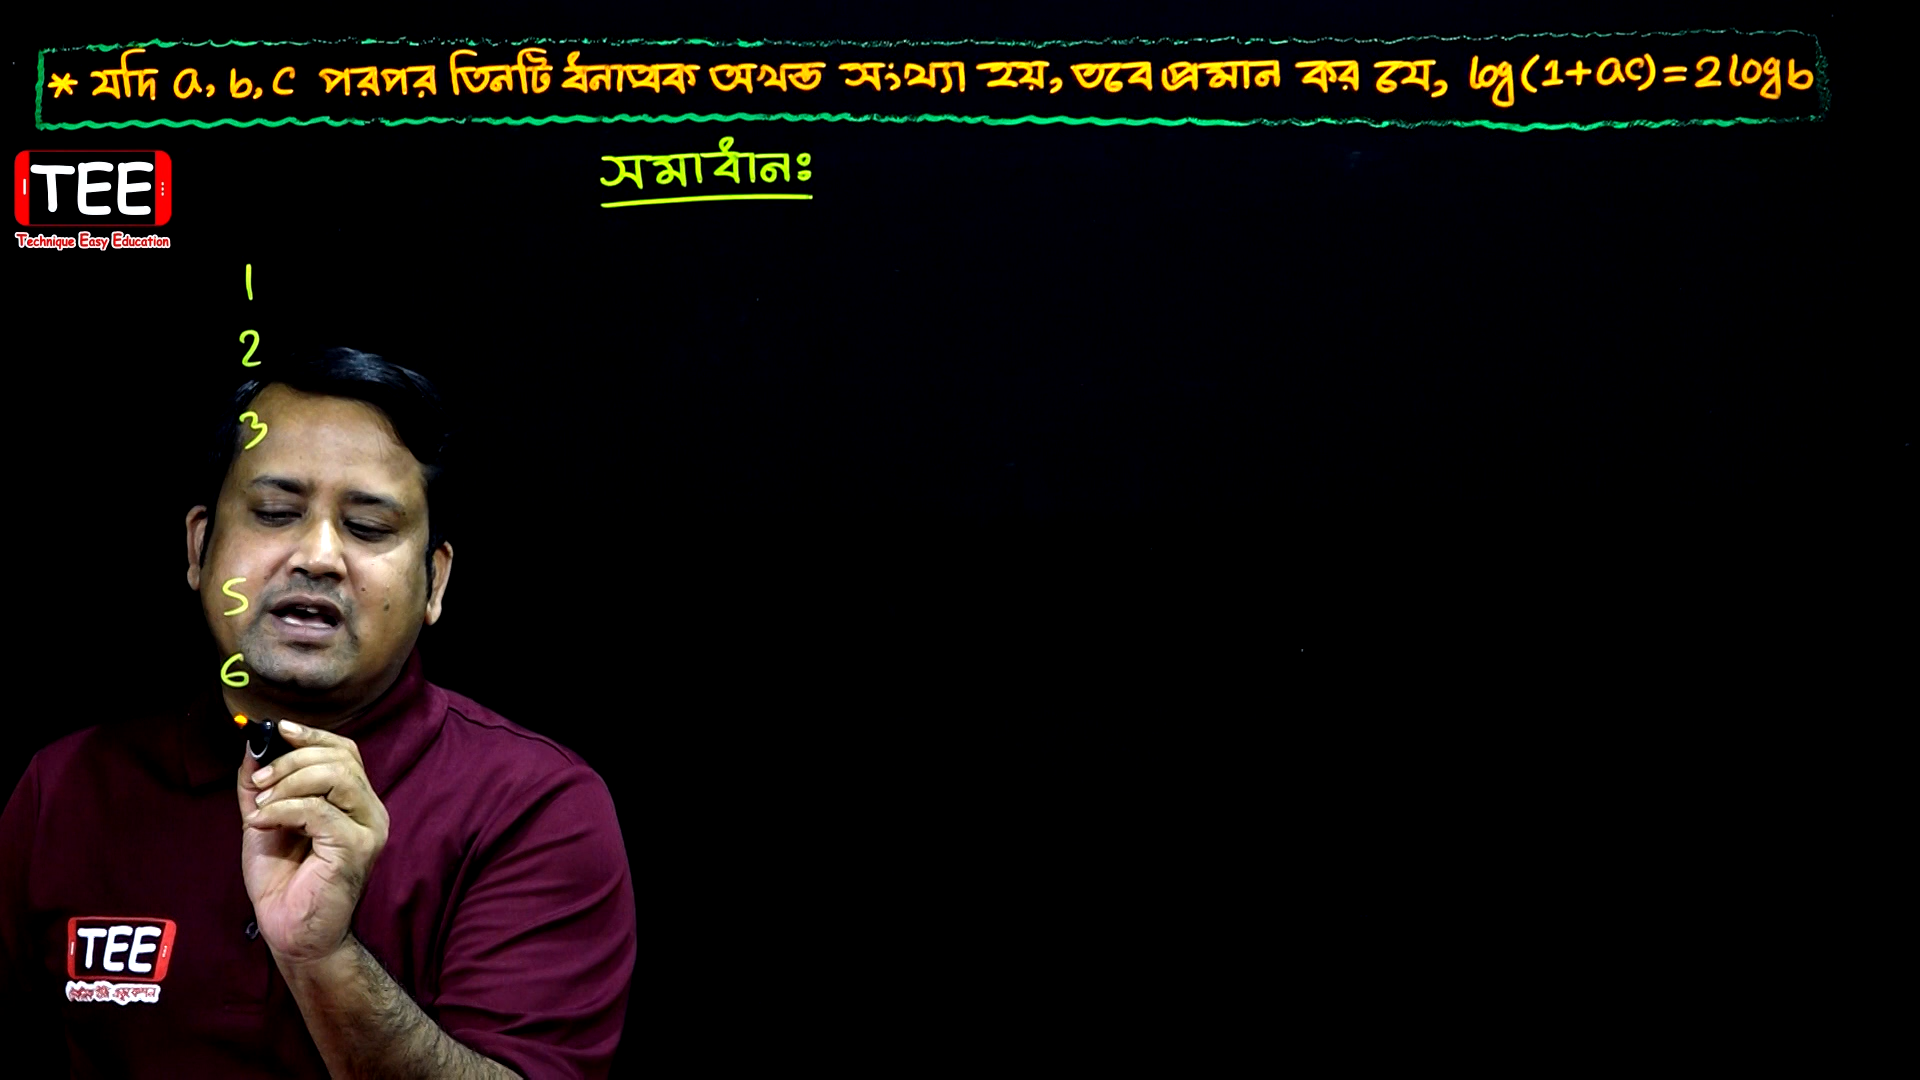 * যদি a, b, c পরপর তিনটি ধনাত্মক অখন্ড সংখ্যা হয়, তবে প্রমান কর যে, log(1+ac)=2logb
সমাধানঃ
TEE
Technique Easy Education
1
2
3
5
6
TEE